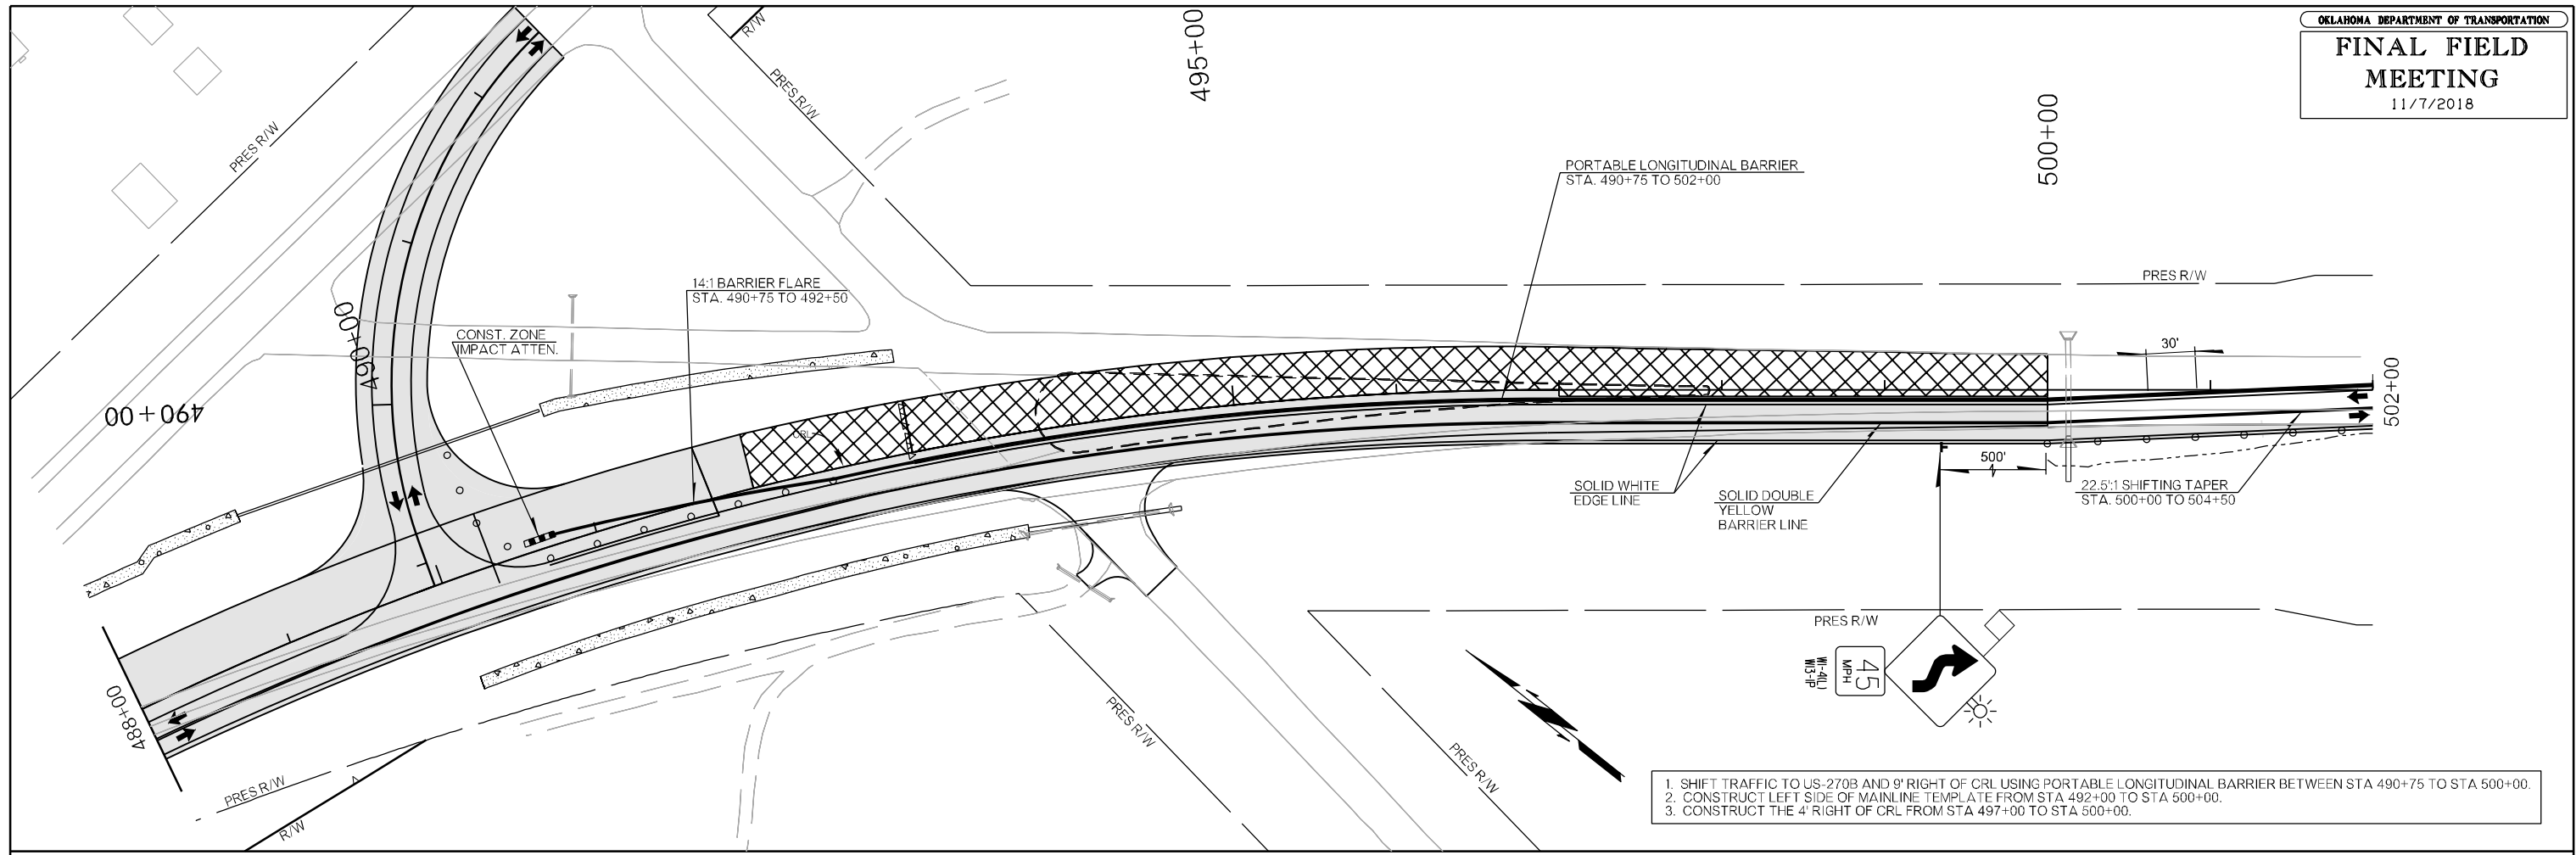 OKLAHOMA DEPARTMENT OF TRANSPORTATION
FINAL FIELD
MEETING
11/7/2018
R/W
495+00
500+00
PRES R/W
PRES R/W
PORTABLE LONGITUDINAL BARRIER
STA. 490+75 TO 502+00
PRES R/W
14:1 BARRIER FLARE
STA. 490+75 TO 492+50
490+00
CONST. ZONE
IMPACT ATTEN.
30'
502+00
490+00
CRL
500'
SOLID WHITE
EDGE LINE
SOLID DOUBLE
YELLOW
BARRIER LINE
22.5':1 SHIFTING TAPER
STA. 500+00 TO 504+50
PRES R/W
45
MPH
W1-4(L)
W13-1P
488+00
PRES R/W
PRES R/W
PRES R/W
R/W
1. SHIFT TRAFFIC TO US-270B AND 9' RIGHT OF CRL USING PORTABLE LONGITUDINAL BARRIER BETWEEN STA 490+75 TO STA 500+00.
2. CONSTRUCT LEFT SIDE OF MAINLINE TEMPLATE FROM STA 492+00 TO STA 500+00.
3. CONSTRUCT THE 4' RIGHT OF CRL FROM STA 497+00 TO STA 500+00.